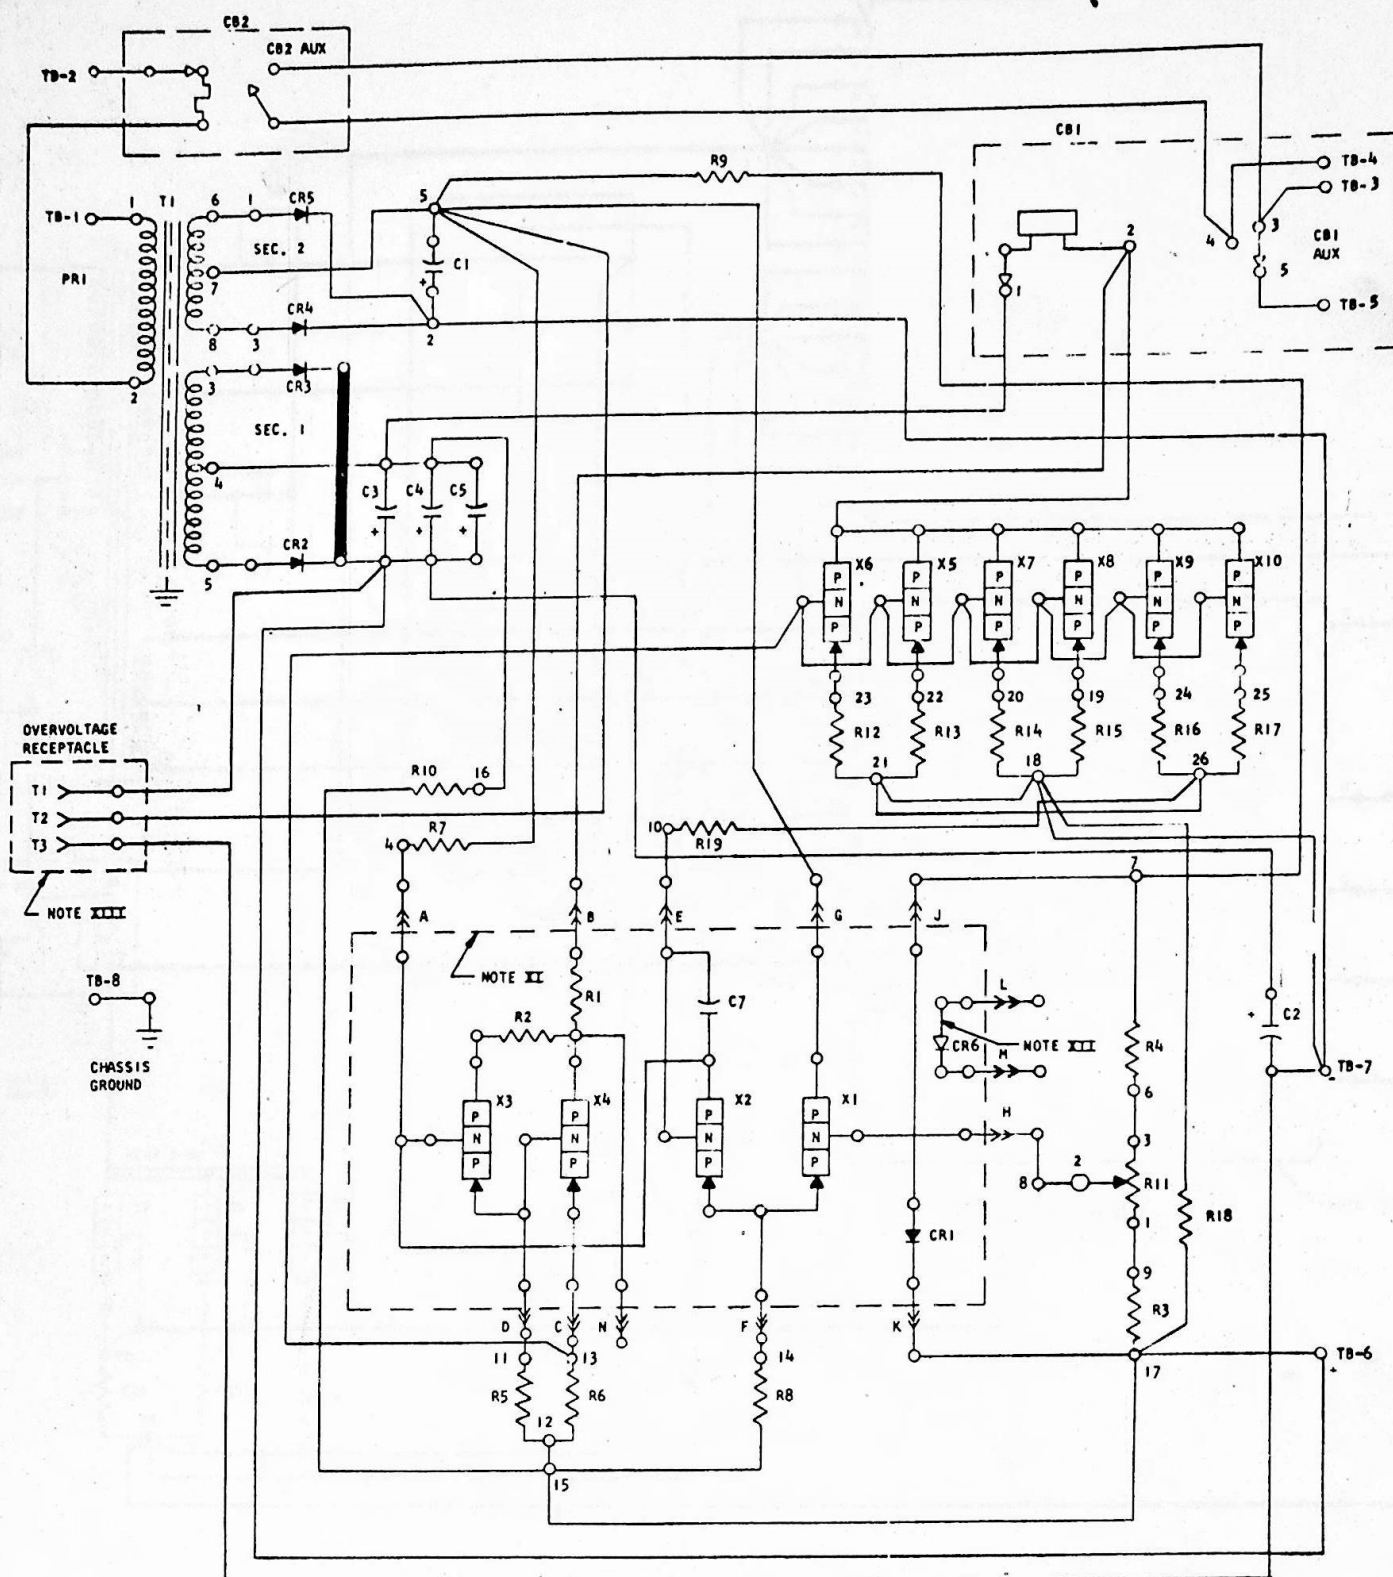 CB2
CB2 AUX
TB-2
CB1
R9
TB-4
TB-3
1 T1 6 1 CR5
5
TB-1
SEC. 2
2
4
3
CB1
AUX
PRI
C1
+
7
5
1
CR4
TB-5
8 3
2
3 CR3
2
SEC. 1
4
C3 C4 C5
+ + +
CR2
5
X6 X5 X7 X8 X9 X10
P P P P P P
N N N N N N
P P P P P P
23 22 20 19 24 25
OVERVOLTAGE
RECEPTACLE
R12 R13 R14 R15 R16 R17
R10 16
21 18 26
T1
T2
R7
10
T3
4
R19
7
NOTE XIII
A B E G J
NOTE XI
TB-8
L
R1
C7
+ C2
R2
CR6
NOTE XII
M
R4
TB-7
-
CHASSIS
GROUND
6
X3 X4 X2 X1
P P P P
N N N N
P P P P
H
3
2
8
R11
1
R18
CR1
9
R3
D C N F K
11 13 14
17
TB-6
+
R5 R6 R8
12
15